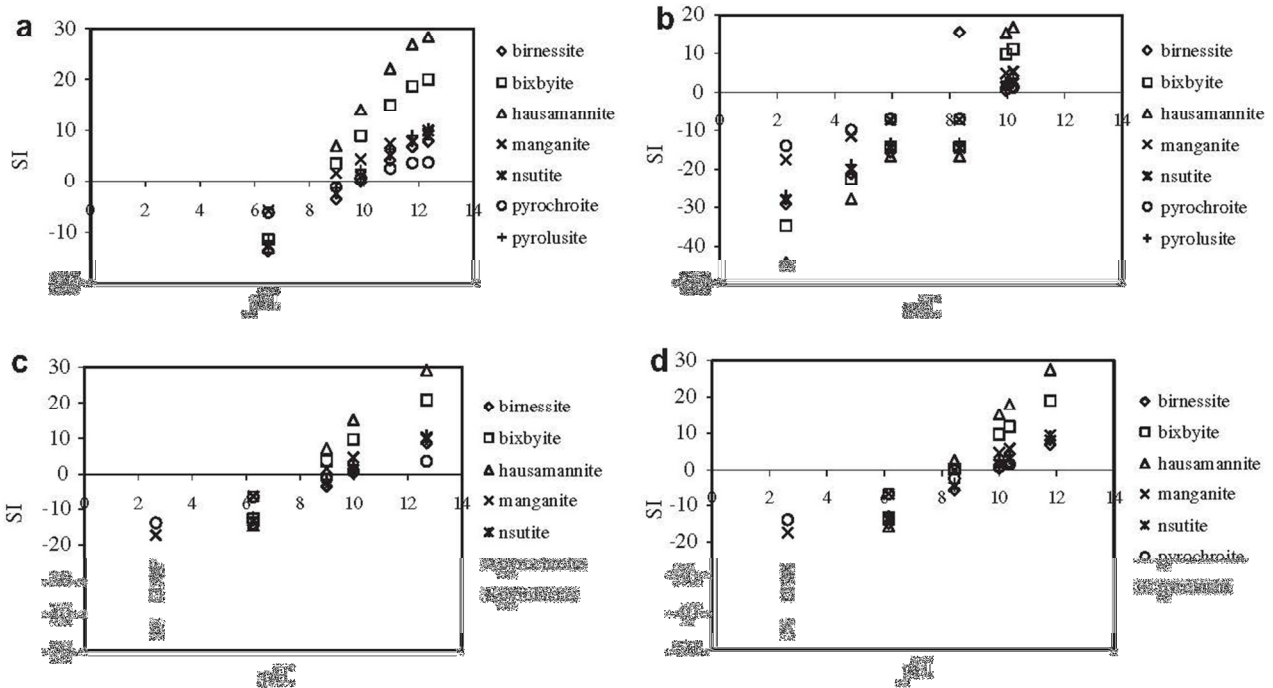 a
30
20
10
0
-10
SI
0 2 4 6 8 10 12 14
birnessite
bixbyite
hausamannite
manganite
nsutite
pyrochroite
pyrolusite
b
20
10
0
-10
-20
-30
-40
SI
0 2 4 6 8 10 12 14
birnessite
bixbyite
hausamannite
manganite
nsutite
pyrochroite
pyrolusite
c
30
20
10
0
-10
-20
SI
0 2 4 6 8 10 12 14
birnessite
bixbyite
hausamannite
manganite
nsutite
d
30
20
10
0
-10
-20
SI
0 2 4 6 8 10 12 14
birnessite
bixbyite
hausamannite
manganite
nsutite
pyrochroite